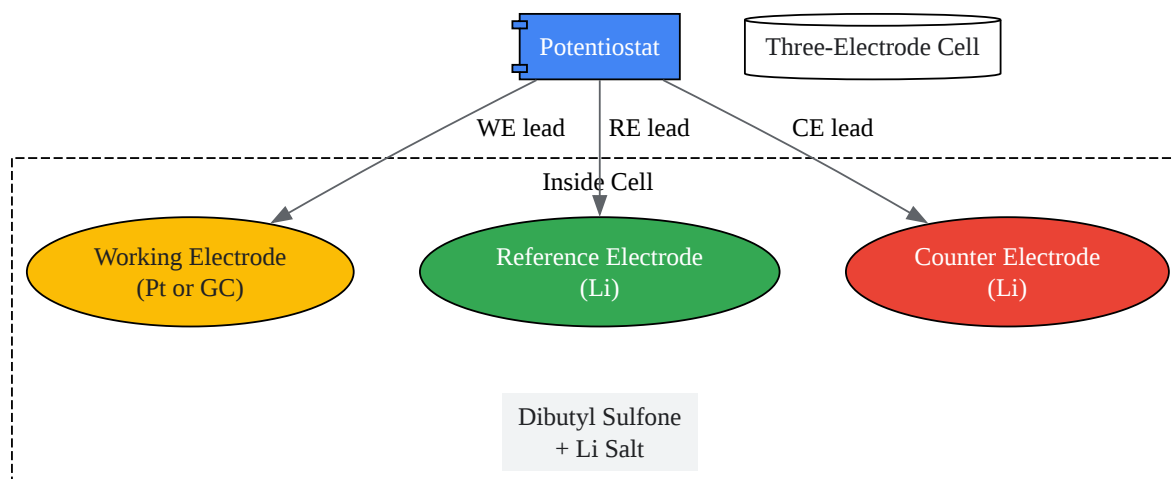 Potentiostat
Three-Electrode Cell
WE lead
RE lead
CE lead
Inside Cell
Working Electrode
(Pt or GC)
Reference Electrode
(Li)
Counter Electrode
(Li)
Dibutyl Sulfone
+ Li Salt